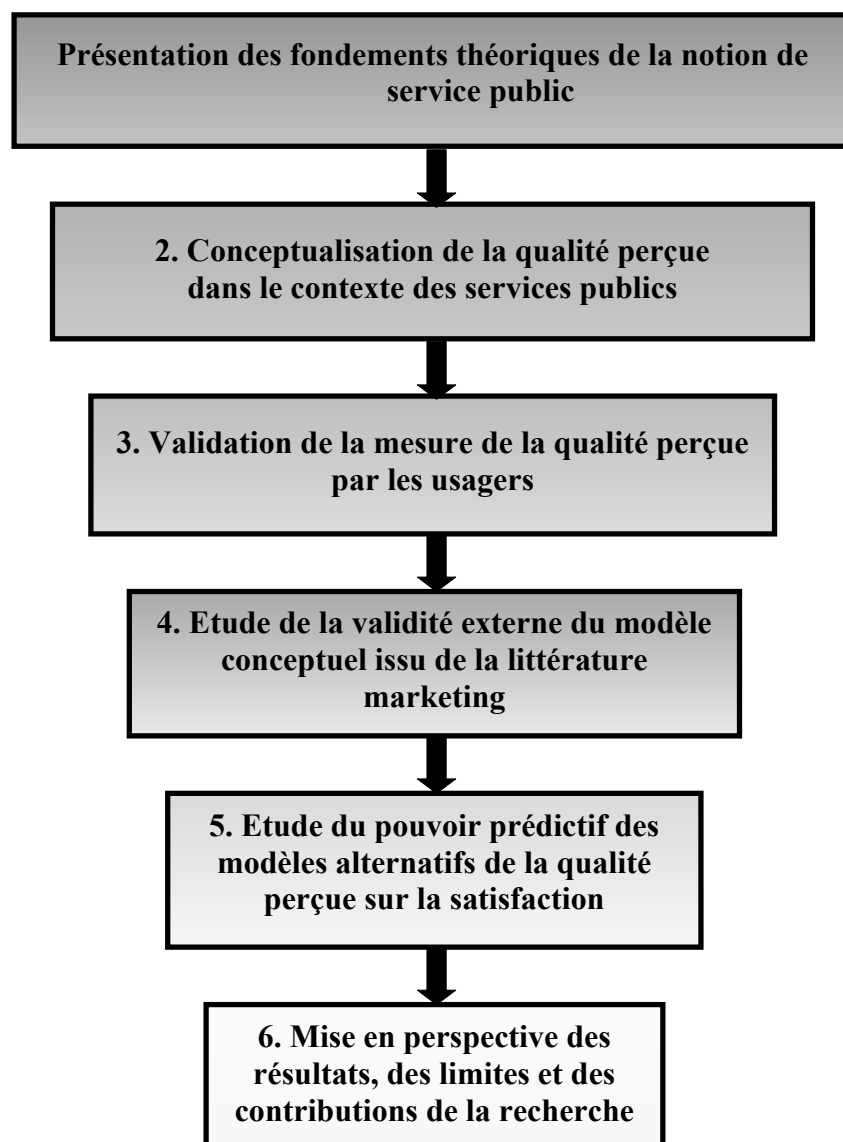 Présentation des fondements théoriques de la notion de
service public
2. Conceptualisation de la qualité perçue
dans le contexte des services publics
3. Validation de la mesure de la qualité perçue
par les usagers
4. Etude de la validité externe du modèle
conceptuel issu de la littérature
marketing
5. Etude du pouvoir prédictif des
modèles alternatifs de la qualité
perçue sur la satisfaction
6. Mise en perspective des
résultats, des limites et des
contributions de la recherche